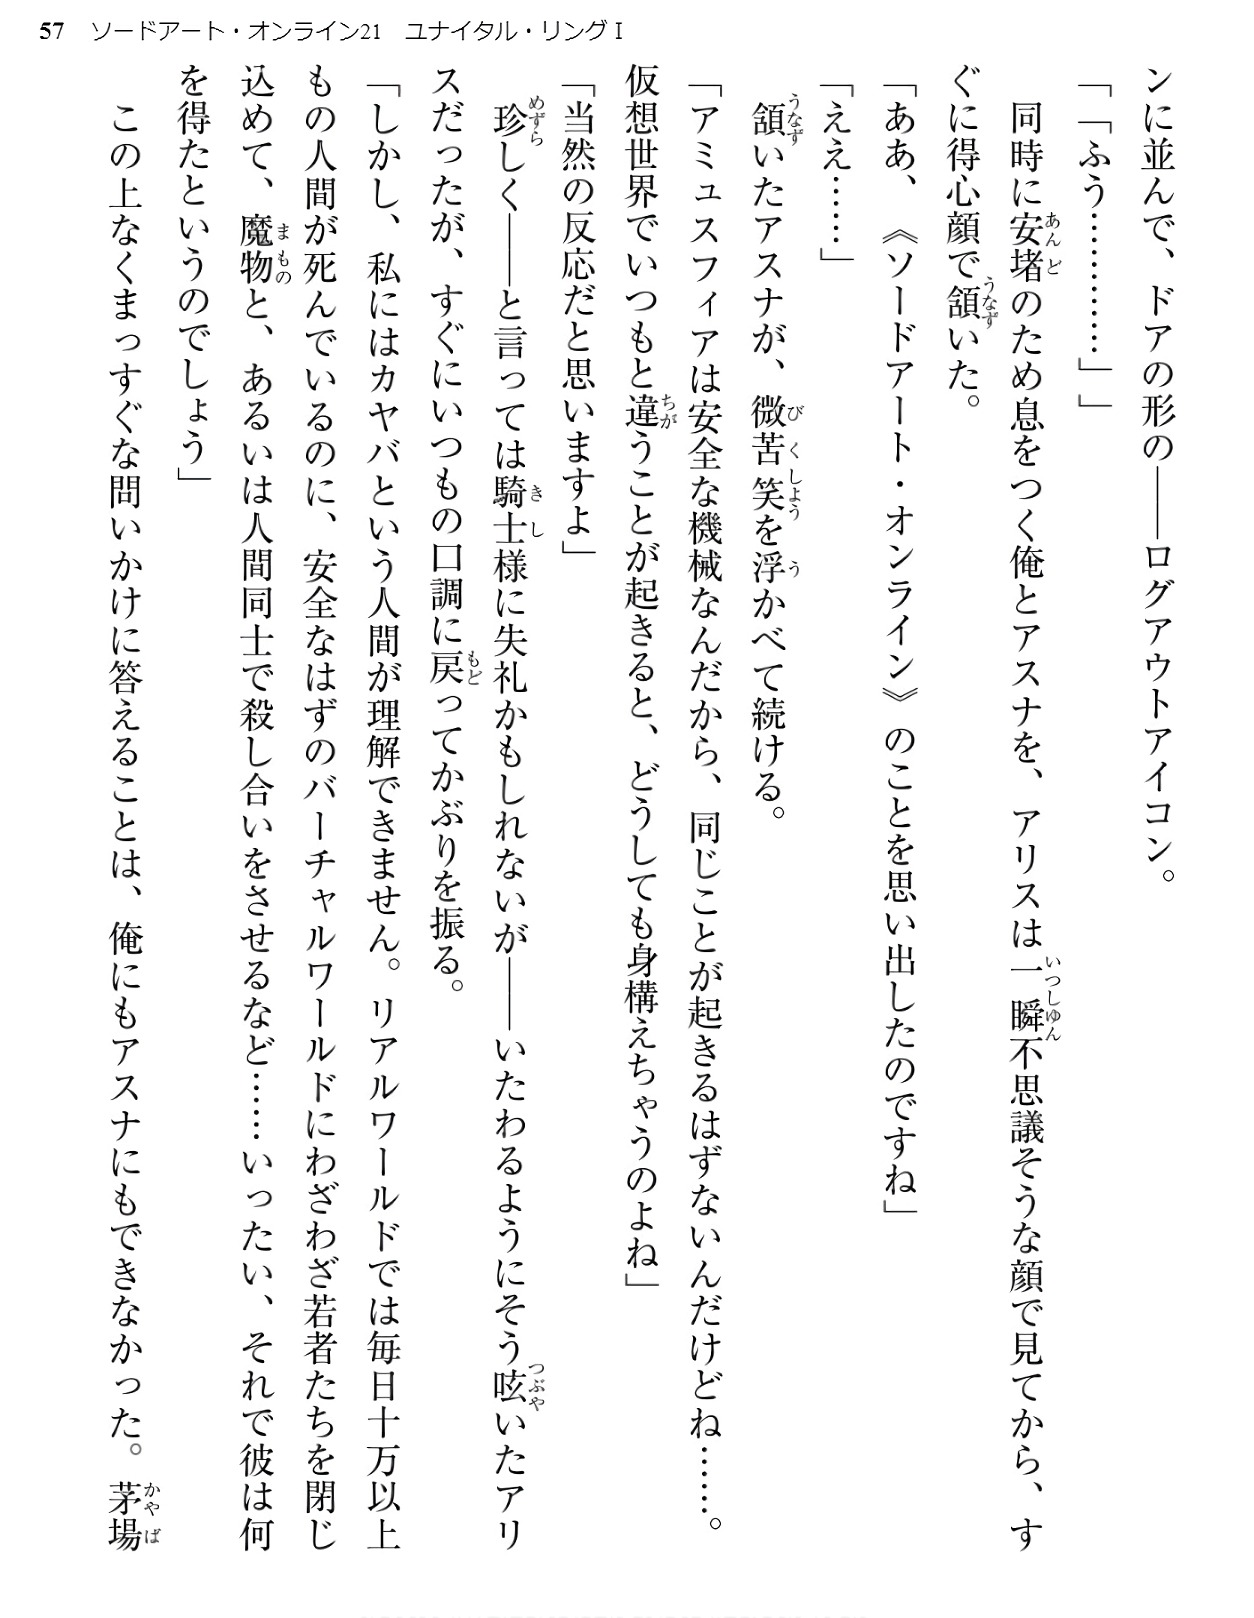 57　ソードアート・オンライン21　ユナイタル・リングⅠ
ンに並んで、ドアの形の――ログアウトアイコン。
「「ふう…………」」
　同時に安堵のため息をつく俺とアスナを、アリスは一瞬不思議そうな顔で見てから、す
ぐに得心顔で頷いた。
「ああ、《ソードアート・オンライン》のことを思い出したのですね」
「ええ……」
　頷いたアスナが、微苦笑を浮かべて続ける。
「アミュスフィアは安全な機械なんだから、同じことが起きるはずないんだけどね……。
仮想世界でいつもと違うことが起きると、どうしても身構えちゃうのよね」
「当然の反応だと思いますよ」
　珍しく――と言っては騎士様に失礼かもしれないが――いたわるようにそう呟いたアリ
スだったが、すぐにいつもの口調に戻ってかぶりを振る。
「しかし、私にはカヤバという人間が理解できません。リアルワールドでは毎日十万以上
もの人間が死んでいるのに、安全なはずのバーチャルワールドにわざわざ若者たちを閉じ
込めて、魔物と、あるいは人間同士で殺し合いをさせるなど……いったい、それで彼は何
を得たというのでしょう」
　この上なくまっすぐな問いかけに答えることは、俺にもアスナにもできなかった。茅場